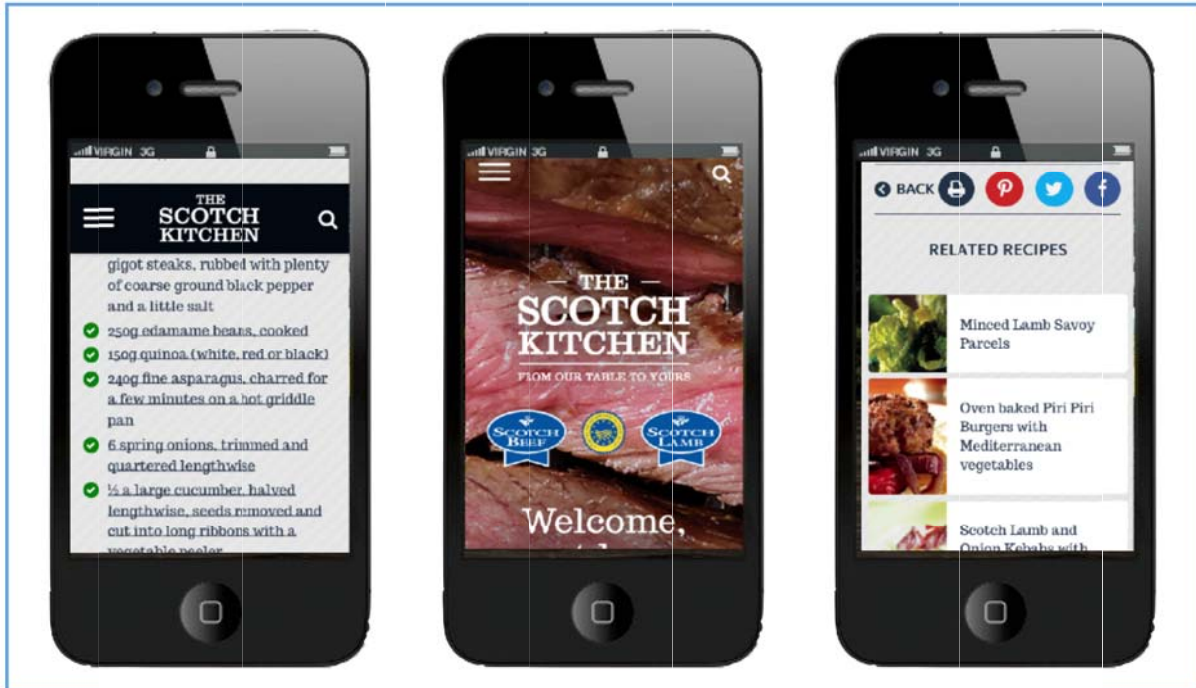 VIRGIN 3G
THE
SCOTCH
KITCHEN
gigot steaks, rubbed with plenty
of coarse ground black pepper
and a little salt
250g edamame beans, cooked
150g quinoa (white, red or black)
240g fine asparagus, charred for
a few minutes on a hot griddle
pan
6 spring onions, trimmed and
quartered lengthwise
½ a large cucumber, halved
lengthwise, seeds removed and
cut into long ribbons with a
vegetable peeler
VIRGIN 3G
THE
SCOTCH
KITCHEN
FROM OUR TABLE TO YOURS
SCOTCH
BEEF
SCOTCH
LAMB
Welcome,
VIRGIN 3G
BACK
RELATED RECIPES
Minced Lamb Savoy
Parcels
Oven baked Piri Piri
Burgers with
Mediterranean
vegetables
Scotch Lamb and
Onion Kebabs with